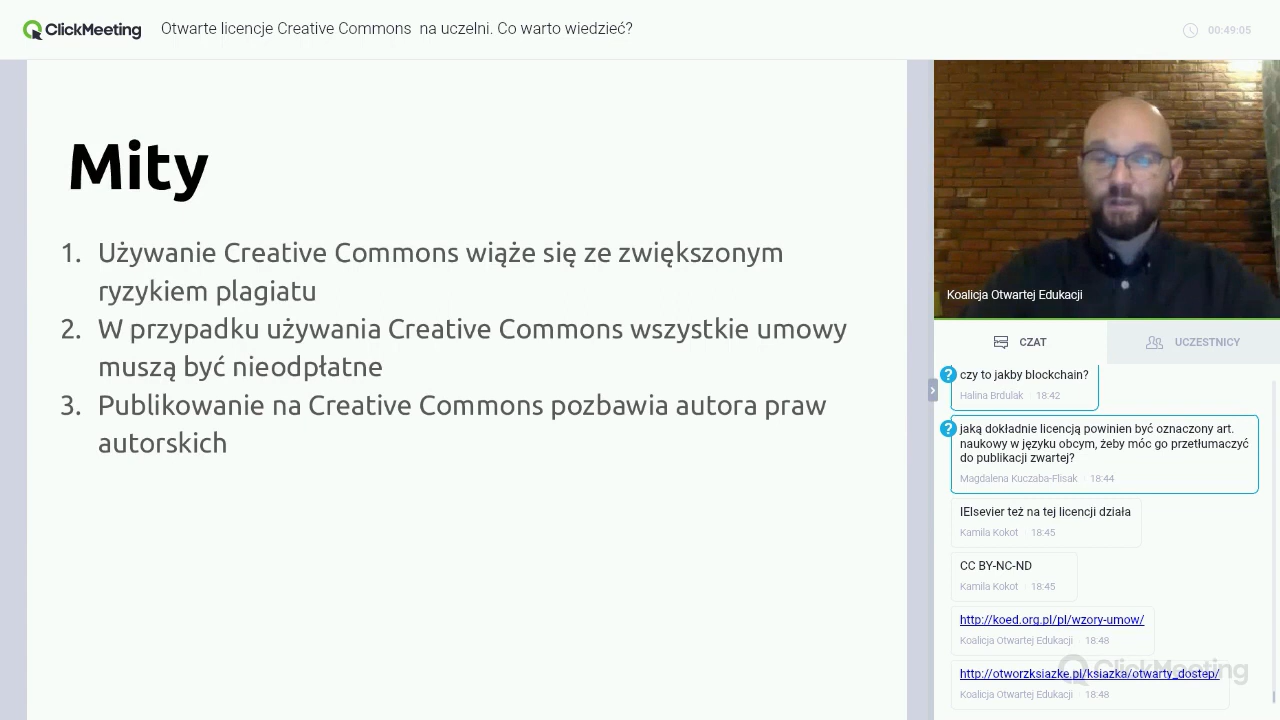 ClickMeeting
Otwarte licencje Creative Commons na uczelni. Co warto wiedzieć?
00:49:05
Mity
1. Używanie Creative Commons wiąże się ze zwiększonym
ryzykiem plagiatu
2. W przypadku używania Creative Commons wszystkie umowy
muszą być nieodpłatne
3. Publikowanie na Creative Commons pozbawia autora praw
autorskich
Koalicja Otwartej Edukacji
CZAT
UCZESTNICY
? czy to jakby blockchain?
Halina Brdulak 18:42
? jaką dokładnie licencją powinien być oznaczony art.
naukowy w języku obcym, żeby móc go przetłumaczyć
do publikacji zwartej?
Magdalena Kuczaba-Flisak 18:44
lElsevier też na tej licencji działa
Kamila Kokot 18:45
CC BY-NC-ND
Kamila Kokot 18:45
http://koed.org.pl/pl/wzory-umow/
Koalicja Otwartej Edukacji 18:48
http://otworzksiazke.pl/ksiazka/otwarty_dostep/
Koalicja Otwartej Edukacji 18:48
ClickMeeting